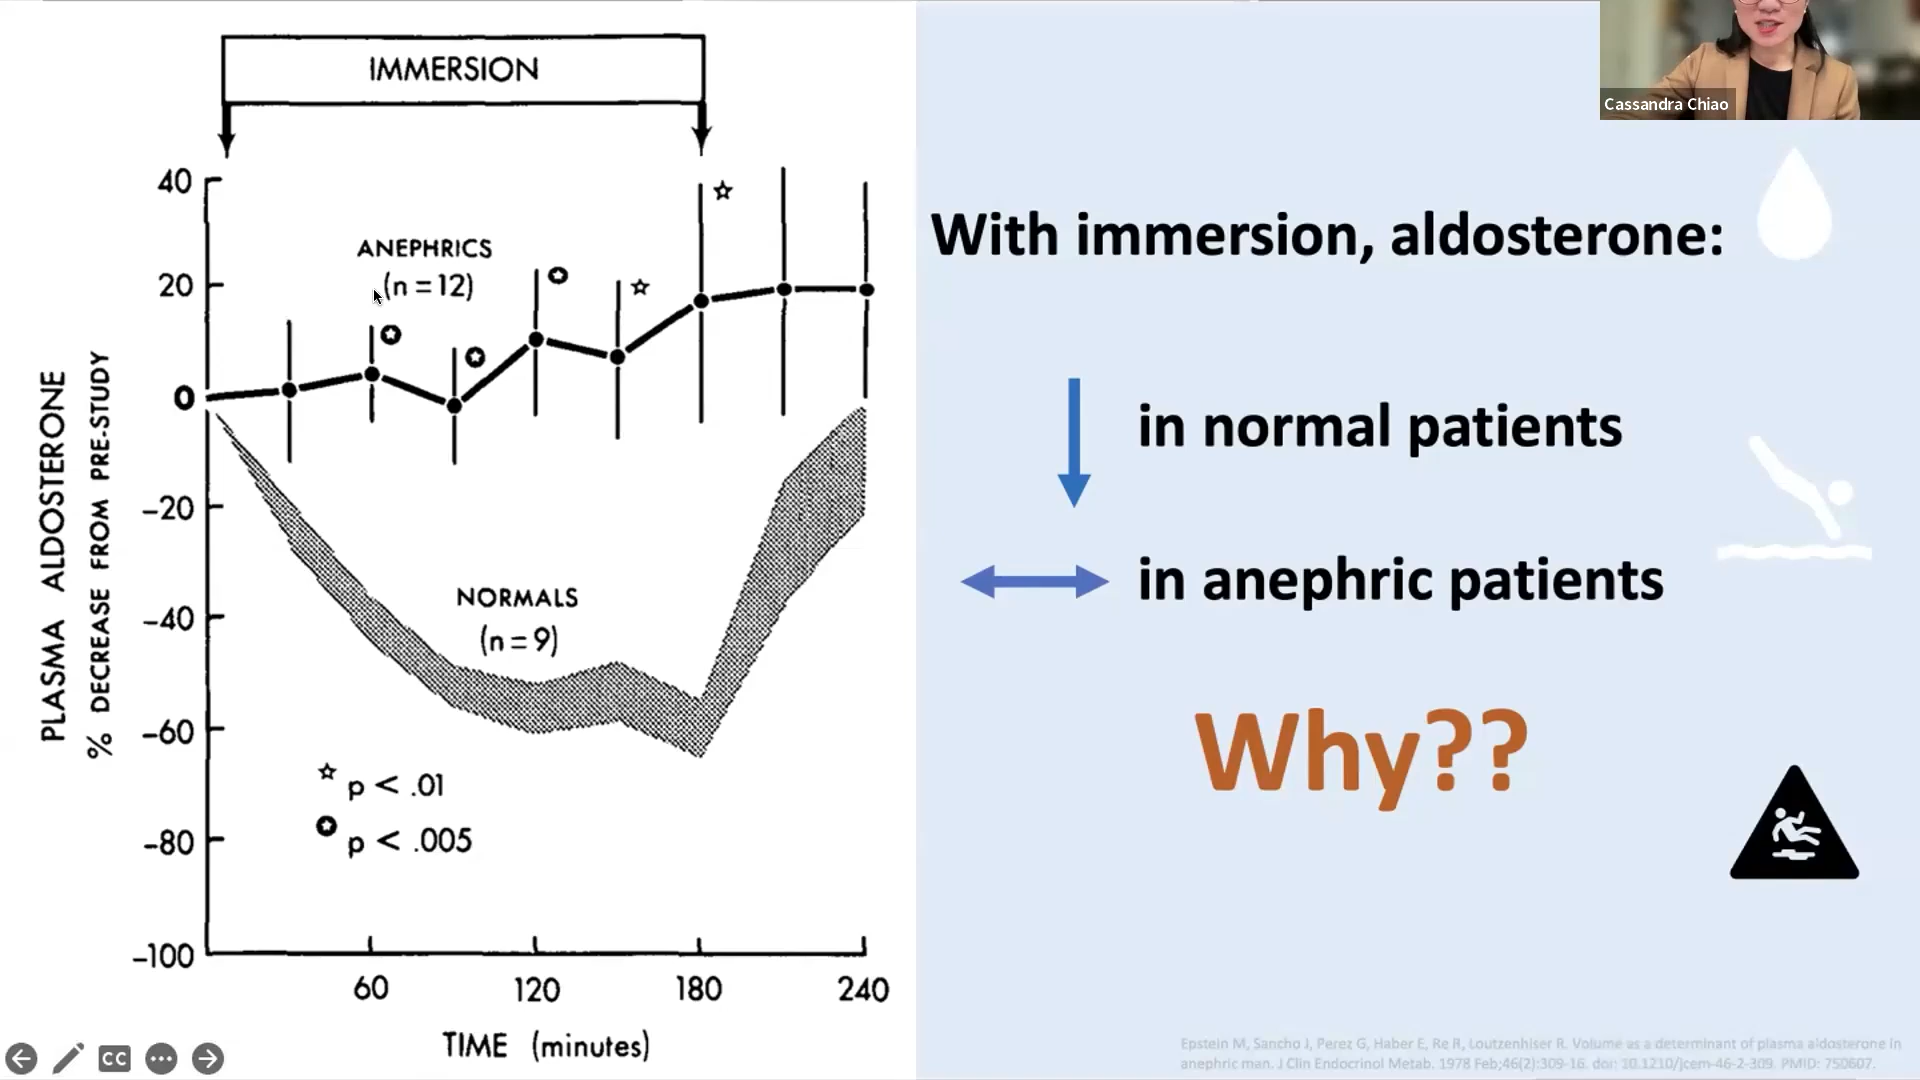 IMMERSION
40
20
0
−20
−40
−60
−80
−100
ANEPHRICS
(n = 12)
NORMALS
(n = 9)
☆ p < .01
✪ p < .005
PLASMA ALDOSTERONE
% DECREASE FROM PRE-STUDY
60 120 180 240
TIME (minutes)
CC
Cassandra Chiao
With immersion, aldosterone:
in normal patients
in anephric patients
Why??
Epstein M, Sancho J, Perez G, Haber E, Re R, Loutzenhiser R. Volume as a determinant of plasma aldosterone in
anephric man. J Clin Endocrinol Metab. 1978 Feb;46(2):309-16. doi: 10.1210/jcem-46-2-309. PMID: 750607.